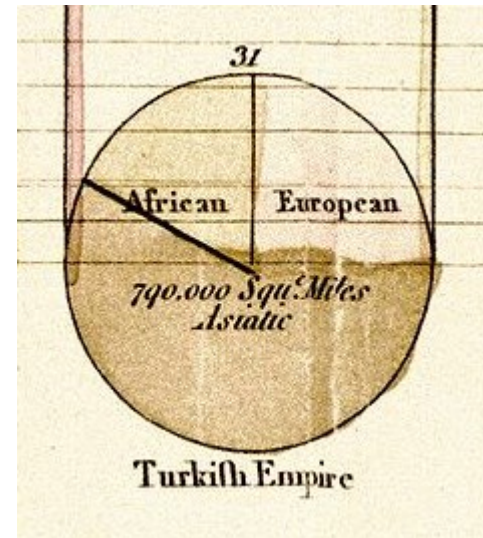 31
African European
790.000 Squ. Miles
Asiatic
Turkiſh Empire